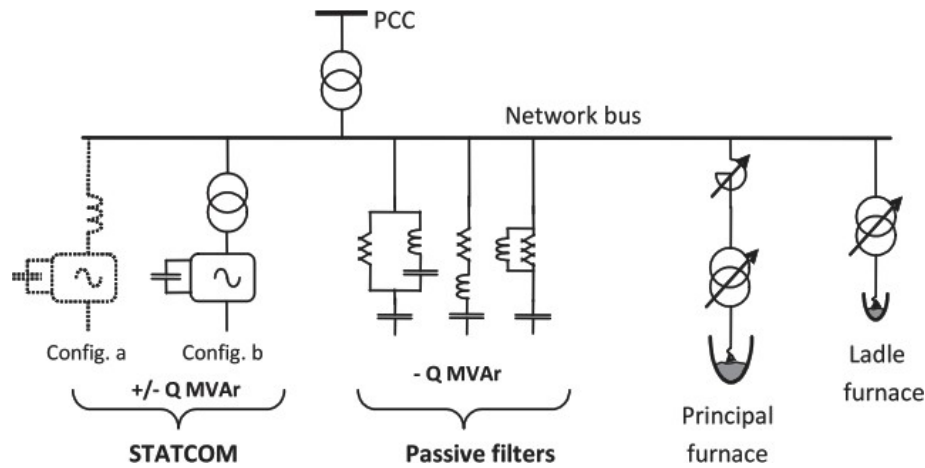 PCC
Network bus
Config. a
Config. b
+/- Q MVAr
STATCOM
- Q MVAr
Passive filters
Principal
furnace
Ladle
furnace